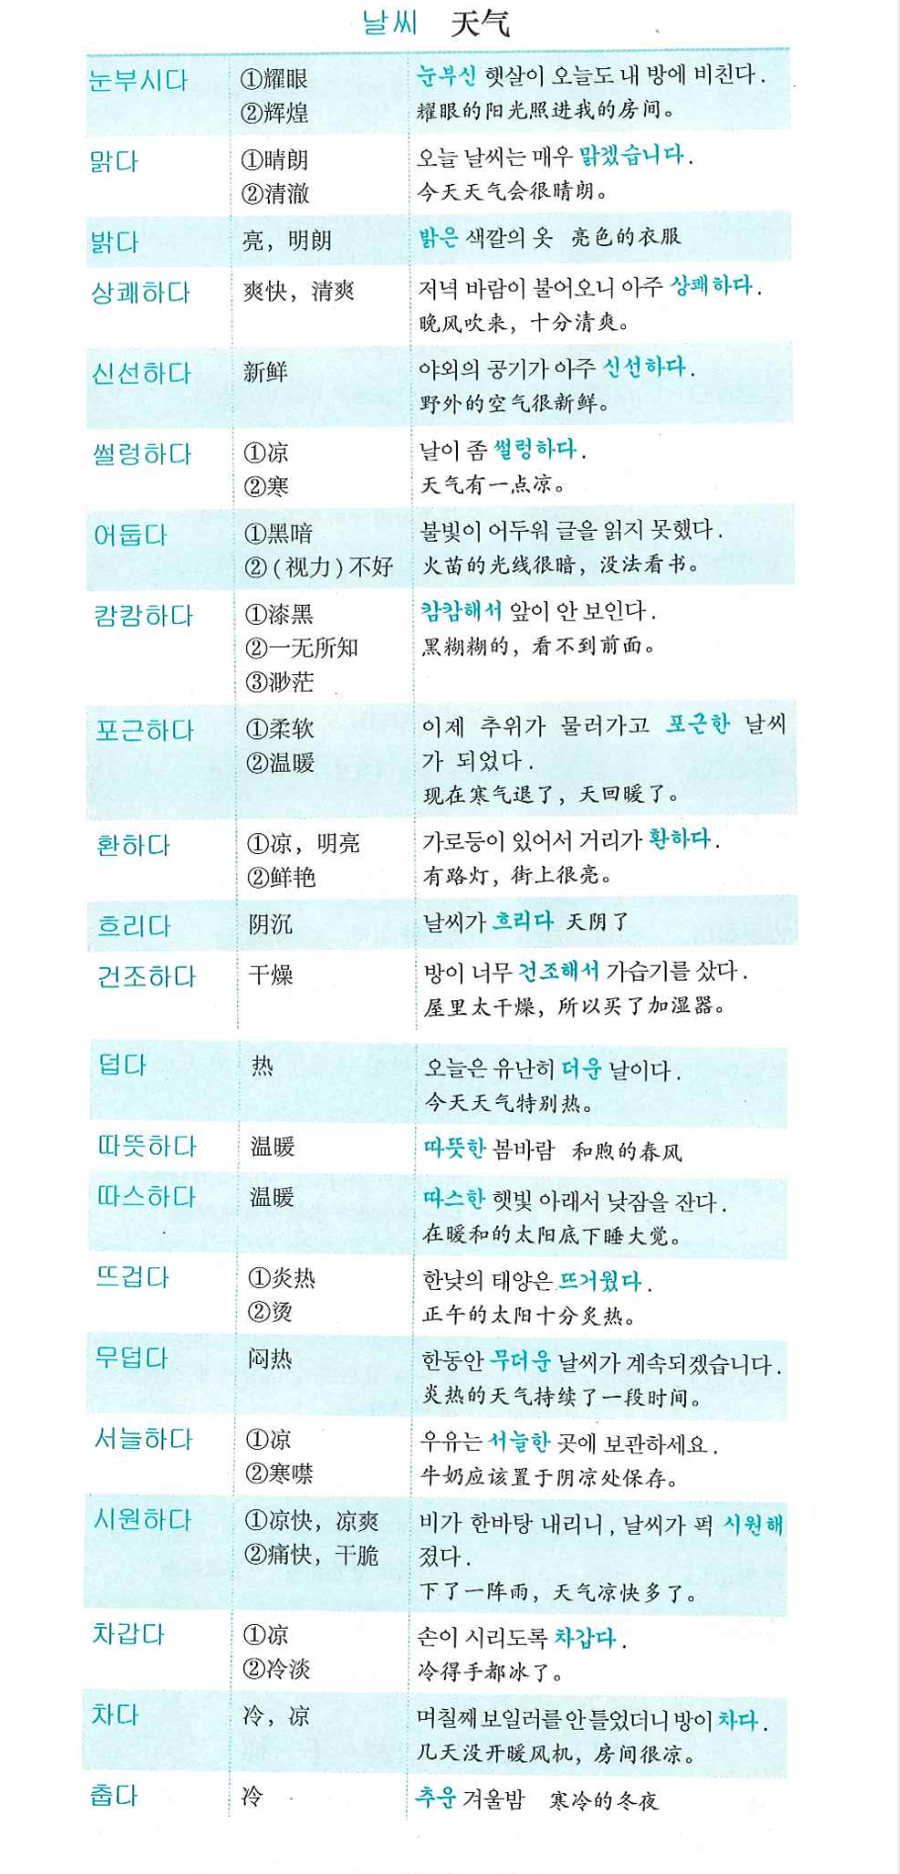 날씨 天气
눈부시다 ①耀眼 눈부신 햇살이 오늘도 내 방에 비친다.
②辉煌 耀眼的阳光照进我的房间。
맑다 ①晴朗 오늘 날씨는 매우 맑겠습니다.
②清澈 今天天气会很晴朗。
밝다 亮，明朗 밝은 색깔의 옷 亮色的衣服
상쾌하다 爽快，清爽 저녁 바람이 불어오니 아주 상쾌하다.
晚风吹来，十分清爽。
신선하다 新鲜 야외의 공기가 아주 신선하다.
野外的空气很新鲜。
썰렁하다 ①凉 날이 좀 썰렁하다.
②寒 天气有一点凉。
어둡다 ①黑暗 불빛이 어두워 글을 읽지 못했다.
②(视力)不好 火苗的光线很暗，没法看书。
캄캄하다 ①漆黑 캄캄해서 앞이 안 보인다.
②一无所知 黑糊糊的，看不到前面。
③渺茫
포근하다 ①柔软 이제 추위가 물러가고 포근한 날씨
②温暖 가 되었다.
现在寒气退了，天回暖了。
환하다 ①凉，明亮 가로등이 있어서 거리가 환하다.
②鲜艳 有路灯，街上很亮。
흐리다 阴沉 날씨가 흐리다 天阴了
건조하다 干燥 방이 너무 건조해서 가습기를 샀다.
屋里太干燥，所以买了加湿器。
덥다 热 오늘은 유난히 더운 날이다.
今天天气特别热。
따뜻하다 温暖 따뜻한 봄바람 和煦的春风
따스하다 温暖 따스한 햇빛 아래서 낮잠을 잔다.
在暖和的太阳底下睡大觉。
뜨겁다 ①炎热 한낮의 태양은 뜨거웠다.
②烫 正午的太阳十分炙热。
무덥다 闷热 한동안 무더운 날씨가 계속되겠습니다.
炎热的天气持续了一段时间。
서늘하다 ①凉 우유는 서늘한 곳에 보관하세요.
②寒噤 牛奶应该置于阴凉处保存。
시원하다 ①凉快，凉爽 비가 한바탕 내리니, 날씨가 퍽 시원해
②痛快，干脆 졌다.
下了一阵雨，天气凉快多了。
차갑다 ①凉 손이 시리도록 차갑다.
②冷淡 冷得手都冰了。
차다 冷，凉 며칠째 보일러를 안 틀었더니 방이 차다.
几天没开暖风机，房间很凉。
춥다 冷 추운 겨울밤 寒冷的冬夜